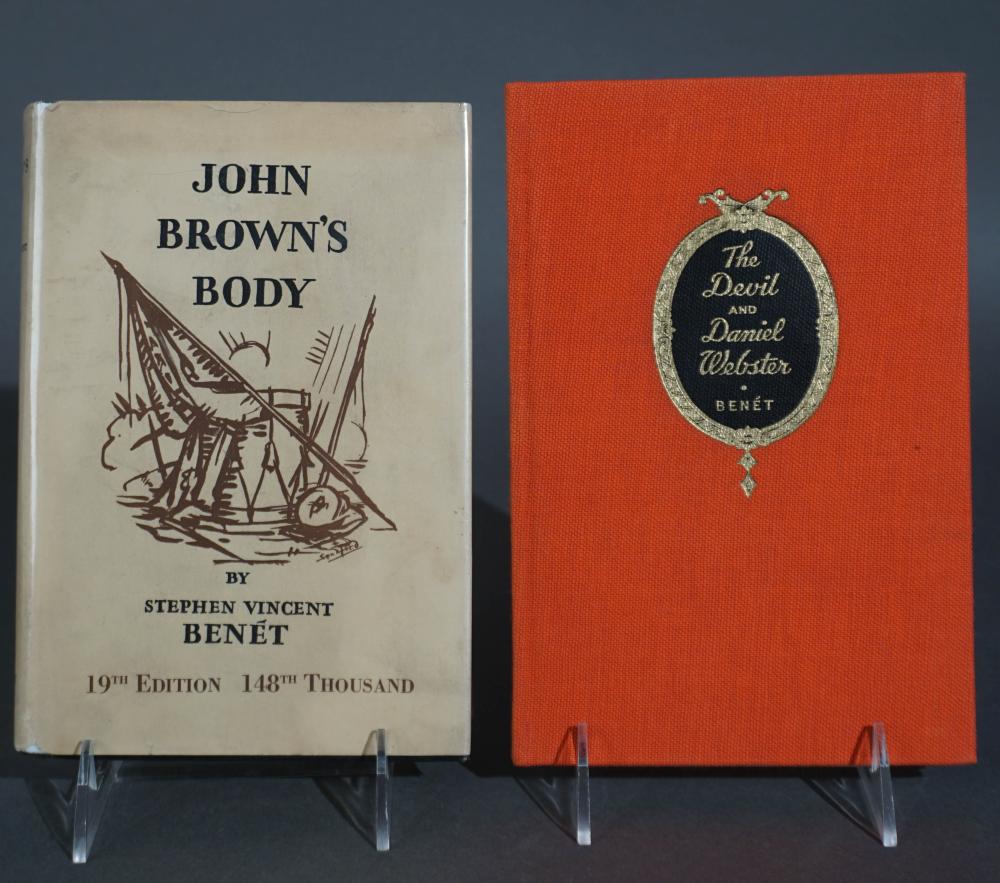 JOHN
BROWN'S
BODY
BY
STEPHEN VINCENT
BENÉT
19TH EDITION 148TH THOUSAND
The
Devil
AND
Daniel
Webster
•
BENÉT